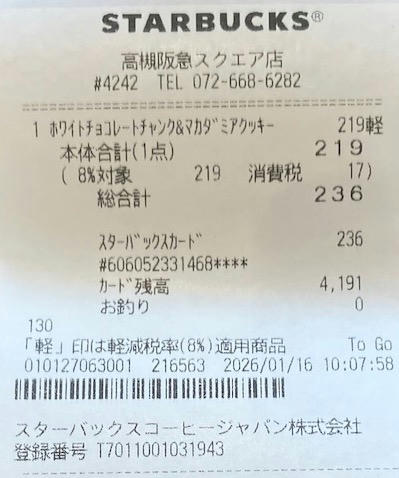 STARBUCKS®
高槻阪急スクエア店
#4242 TEL 072-668-6282
1 ﾎﾜｲﾄﾁｮｺﾚｰﾄﾁｬﾝｸ&ﾏｶﾀﾞﾐｱｸｯｷｰ 219軽
本体合計(1点) 219
( 8%対象 219 消費税 17)
総合計 236
ｽﾀｰﾊﾞｯｸｽｶｰﾄﾞ 236
#606052331468****
ｶｰﾄﾞ残高 4,191
お釣り 0
130
「軽」印は軽減税率(8%)適用商品 To Go
010127063001 216563 2026/01/16 10:07:58
スターバックスコーヒージャパン株式会社
登録番号 T7011001031943